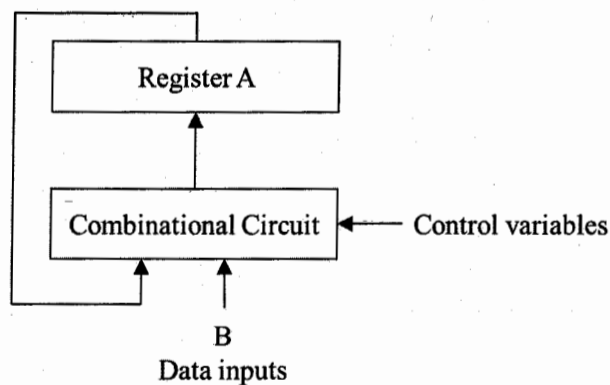 Register A
Combinational Circuit
Control variables
B
Data inputs